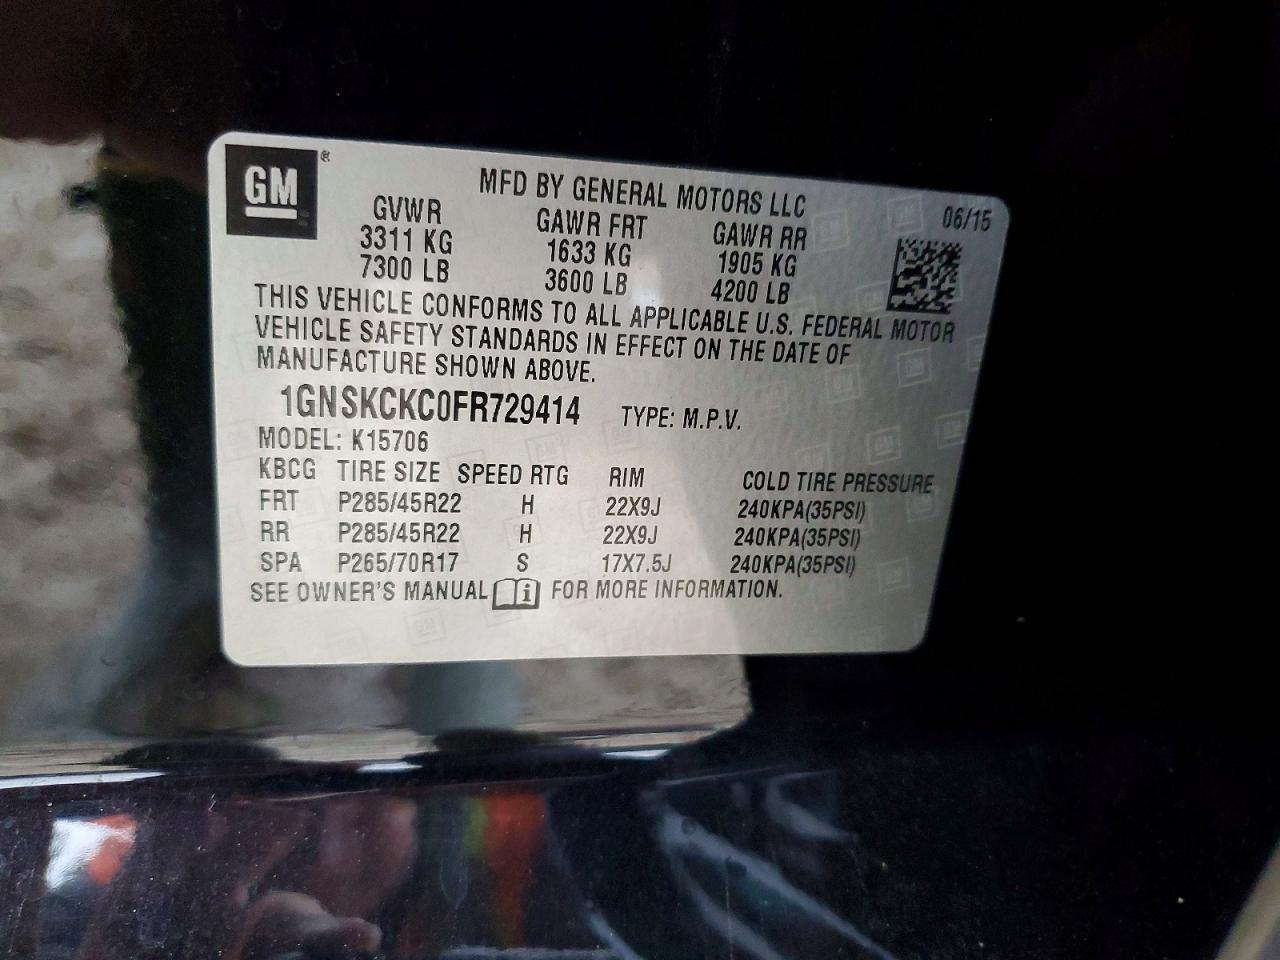 GM®
MFD BY GENERAL MOTORS LLC
06/15
GVWR GAWR FRT GAWR RR
3311 KG 1633 KG 1905 KG
7300 LB 3600 LB 4200 LB
THIS VEHICLE CONFORMS TO ALL APPLICABLE U.S. FEDERAL MOTOR
VEHICLE SAFETY STANDARDS IN EFFECT ON THE DATE OF
MANUFACTURE SHOWN ABOVE.
1GNSKCKC0FR729414 TYPE: M.P.V.
MODEL: K15706
KBCG TIRE SIZE SPEED RTG RIM COLD TIRE PRESSURE
FRT P285/45R22 H 22X9J 240KPA(35PSI)
RR P285/45R22 H 22X9J 240KPA(35PSI)
SPA P265/70R17 S 17X7.5J 240KPA(35PSI)
SEE OWNER'S MANUAL FOR MORE INFORMATION.